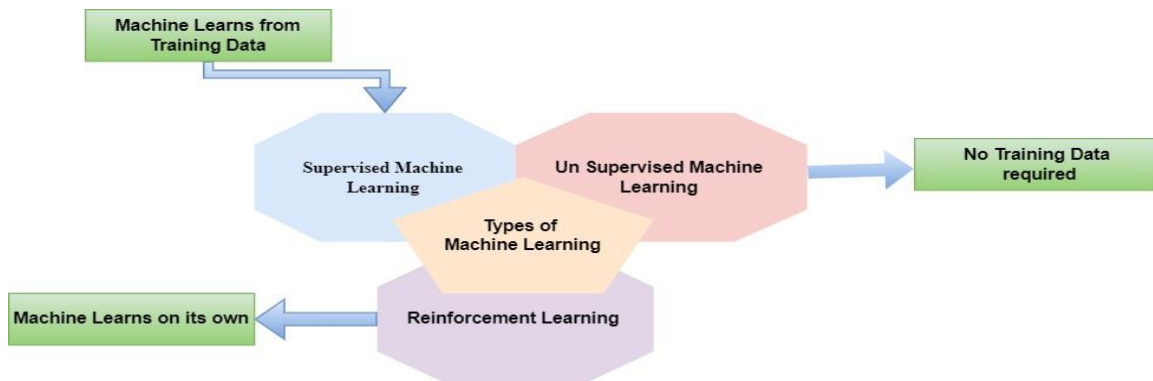 Machine Learns from
Training Data
Supervised Machine
Learning
Un Supervised Machine
Learning
No Training Data
required
Types of
Machine Learning
Machine Learns on its own
Reinforcement Learning